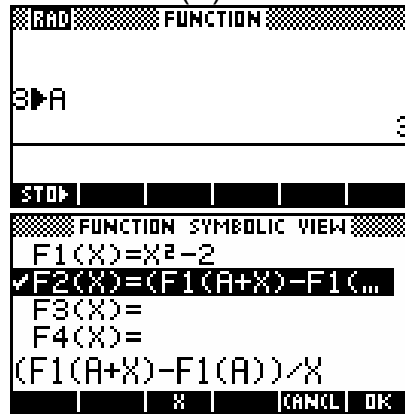 RAD FUNCTION
3▶A
3
STO▶
FUNCTION SYMBOLIC VIEW
F1(X)=X²-2
✔F2(X)=(F1(A+X)-F1(…
F3(X)=
F4(X)=
(F1(A+X)-F1(A))/X
X CANCL OK